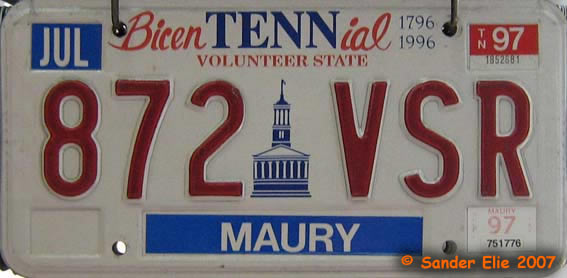 JUL BicenTENNial 1796 TN 97
1996 1852681
VOLUNTEER STATE
872 VSR
MAURY
97
MAURY 751776
© Sander Elie 2007